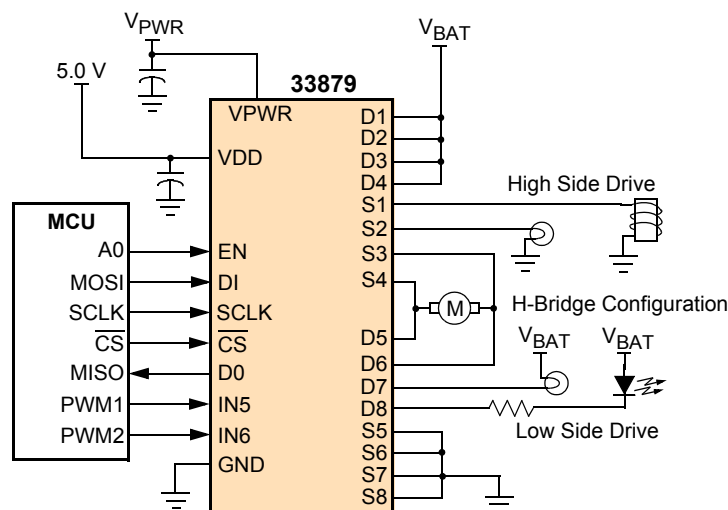 VPWR
5.0 V
VBAT
33879
VPWR
VDD
MCU
A0
MOSI
SCLK
CS
MISO
PWM1
PWM2
EN
DI
SCLK
CS
D0
IN5
IN6
GND
D1
D2
D3
D4
S1
S2
S3
S4
D5
D6
D7
D8
S5
S6
S7
S8
High Side Drive
M
H-Bridge Configuration
VBAT
VBAT
Low Side Drive